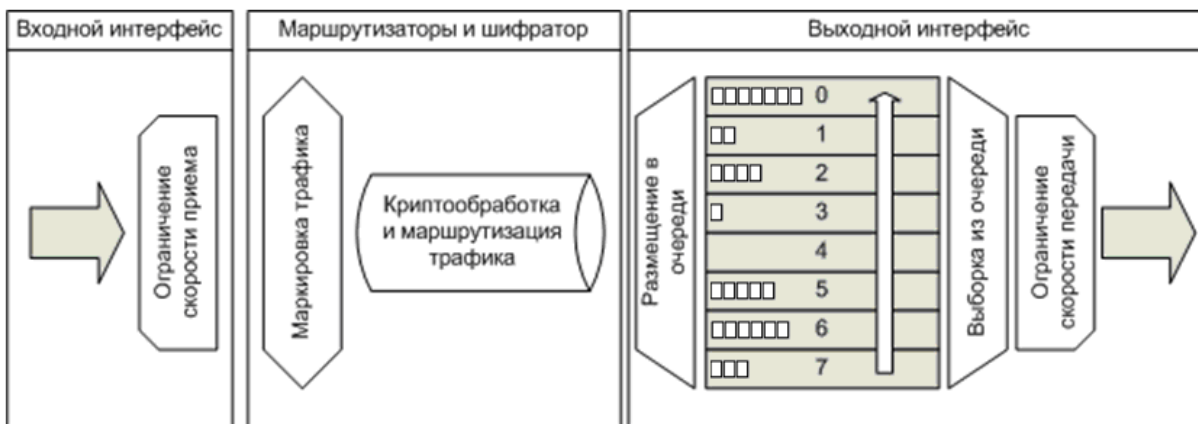 Входной интерфейс
Маршрутизаторы и шифратор
Выходной интерфейс
Ограничение
скорости приема
Маркировка трафика
Криптообработка
и маршрутизация
трафика
Размещение в
очереди
0
1
2
3
4
5
6
7
Выборка из очереди
Ограничение
скорости передачи